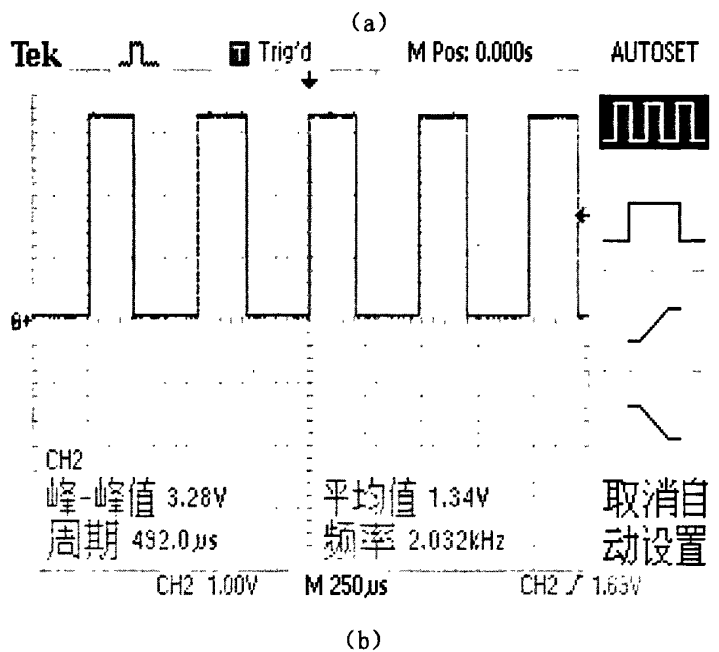 (a)
Tek T Trig'd M Pos: 0.000s AUTOSET
CH2
峰-峰值 3.28V 平均值 1.34V 取消自
周期 492.0µs 频率 2.032kHz 动设置
CH2 1.00V M 250µs CH2 1.63V
(b)